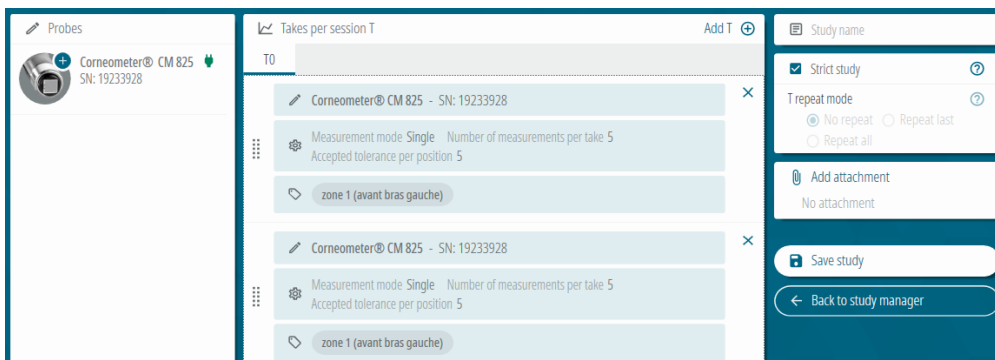 Probes
Corneometer® CM 825
SN: 19233928
Takes per session T
Add T
T0
Corneometer® CM 825 - SN: 19233928
Measurement mode Single Number of measurements per take 5
Accepted tolerance per position 5
zone 1 (avant bras gauche)
Corneometer® CM 825 - SN: 19233928
Measurement mode Single Number of measurements per take 5
Accepted tolerance per position 5
zone 1 (avant bras gauche)
Study name
Strict study
T repeat mode
No repeat Repeat last
Repeat all
Add attachment
No attachment
Save study
Back to study manager